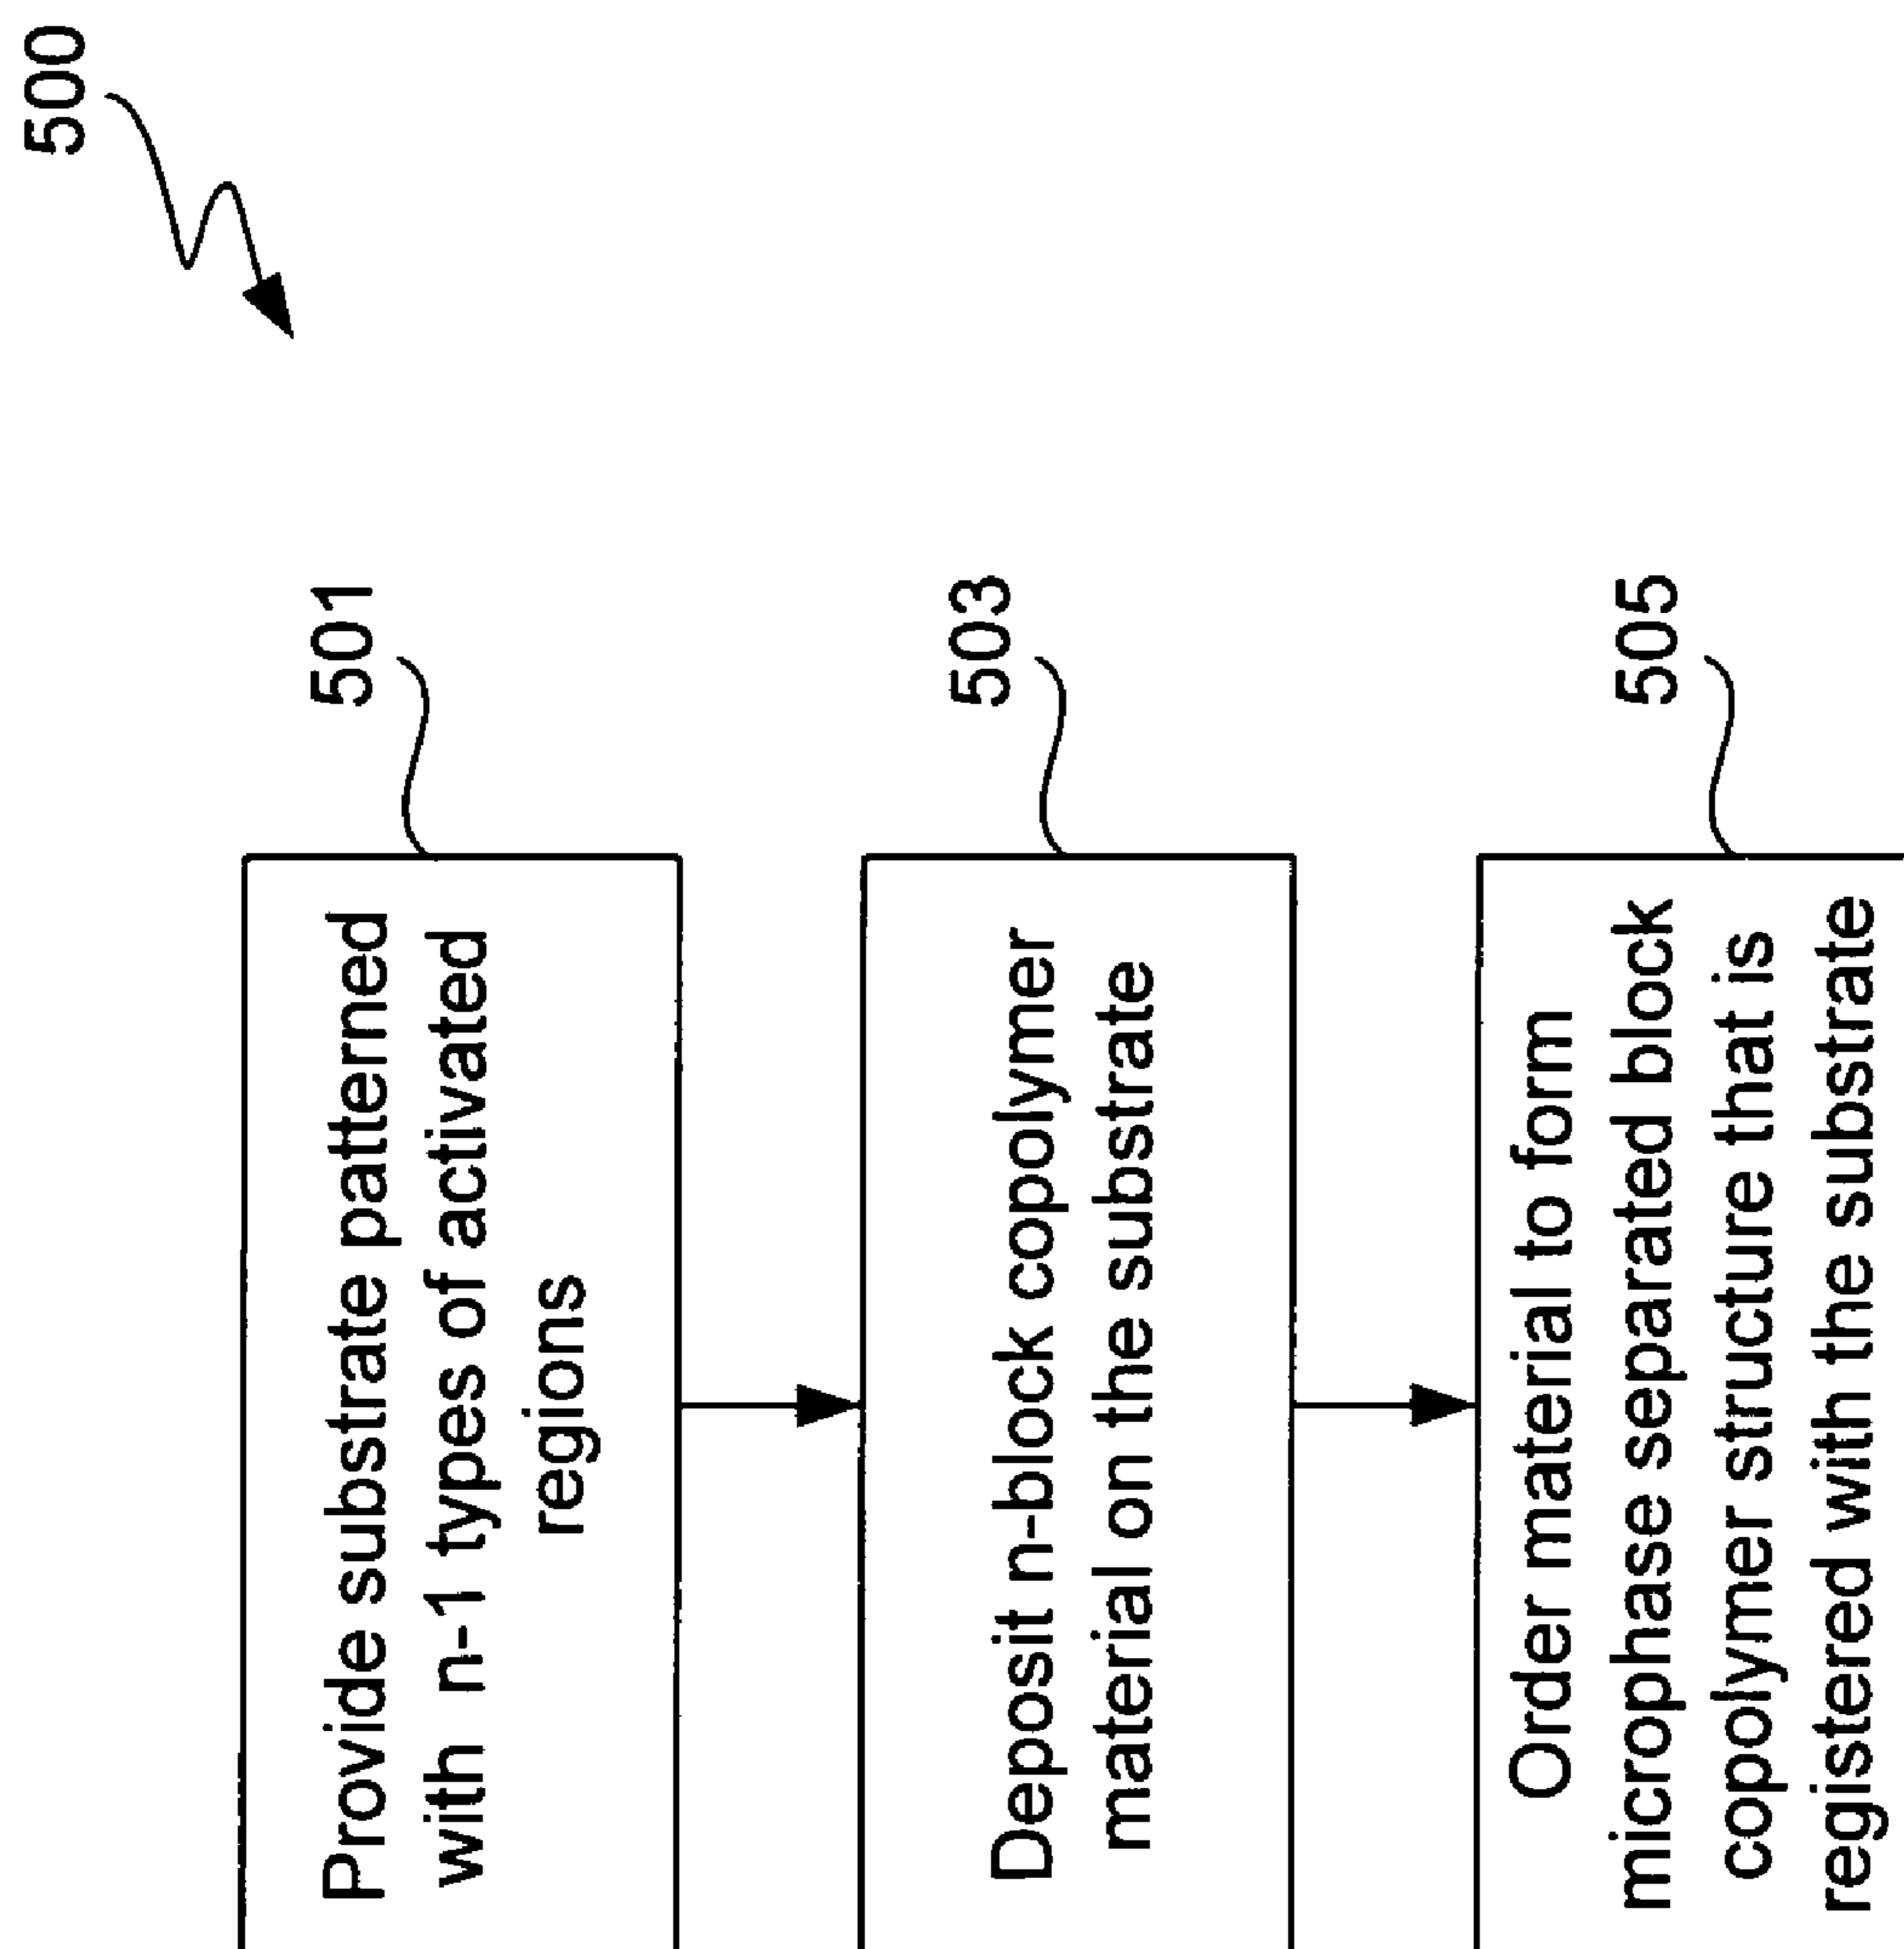 500
501
Provide substrate patterned
with n-1 types of activated
regions
503
Deposit n-block copolymer
material on the substrate
505
Order material to form
microphase separated block
copolymer structure that is
registered with the substrate